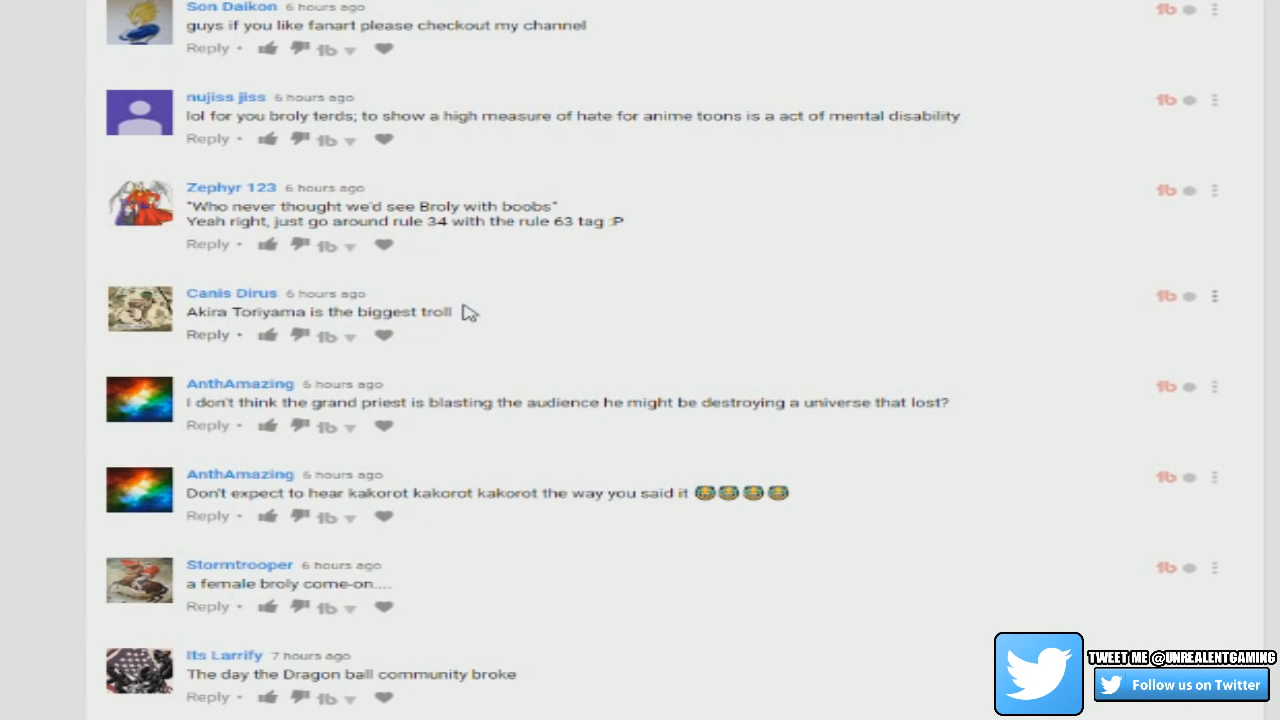 Son Daikon 6 hours ago
guys if you like fanart please checkout my channel
Reply •
nujiss jiss 6 hours ago
lol for you broly terds; to show a high measure of hate for anime toons is a act of mental disability
Reply •
Zephyr 123 6 hours ago
"Who never thought we'd see Broly with boobs"
Yeah right, just go around rule 34 with the rule 63 tag :P
Reply •
Canis Dirus 6 hours ago
Akira Toriyama is the biggest troll
Reply •
AnthAmazing 6 hours ago
I don't think the grand priest is blasting the audience he might be destroying a universe that lost?
Reply •
AnthAmazing 6 hours ago
Don't expect to hear kakorot kakorot kakorot the way you said it 😂😂😂😂
Reply •
Stormtrooper 6 hours ago
a female broly come-on....
Reply •
Its Larrify 7 hours ago
The day the Dragon ball community broke
Reply •
TWEET ME @UNREALENTGAMING
Follow us on Twitter